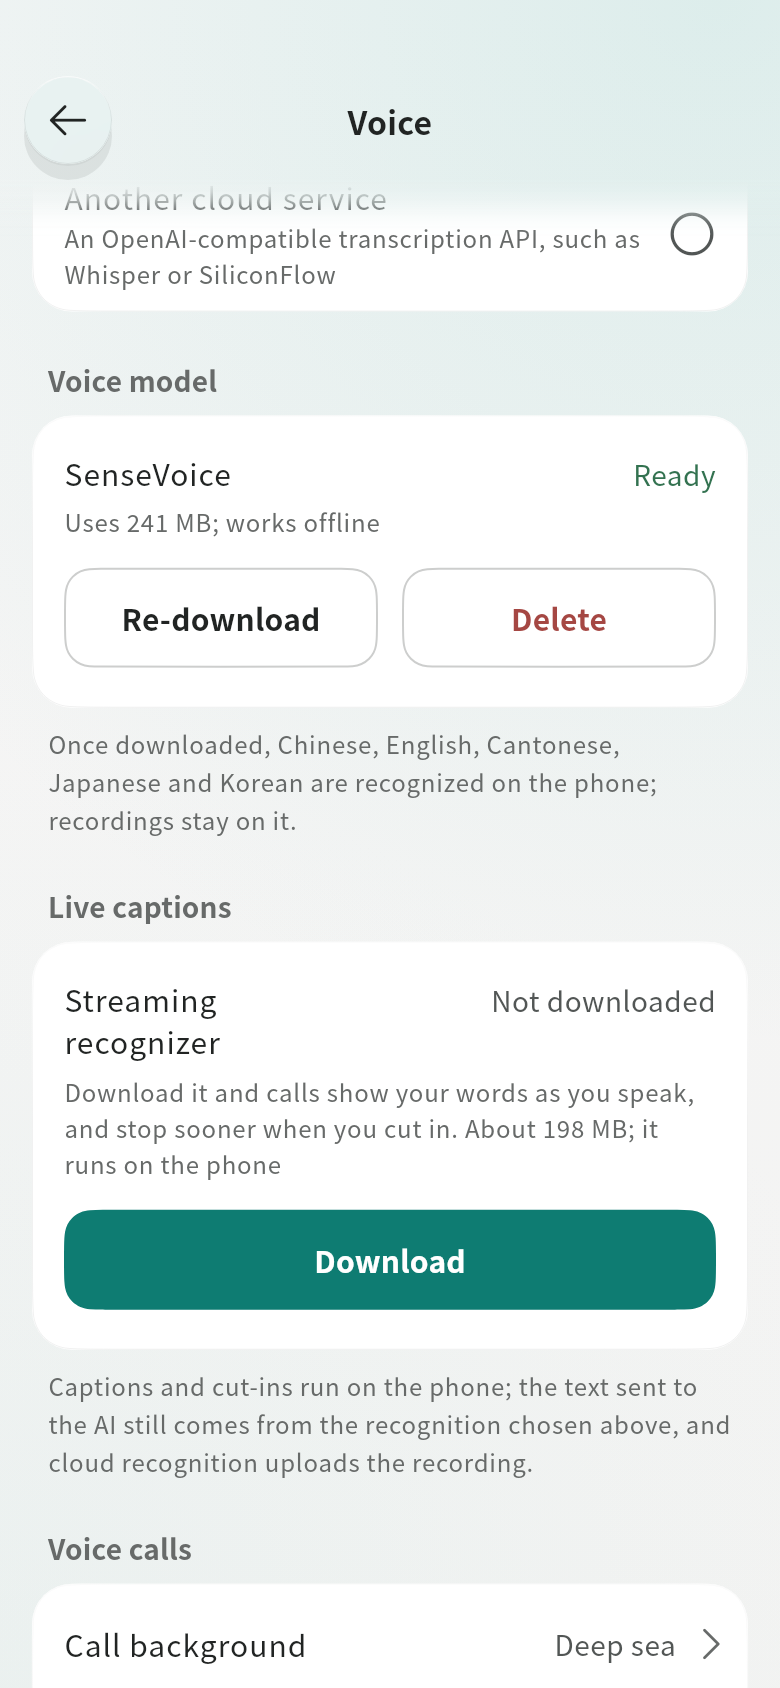 Voice
Another cloud service
An OpenAI-compatible transcription API, such as
Whisper or SiliconFlow
Voice model
SenseVoice
Ready
Uses 241 MB; works offline
Re-download
Delete
Once downloaded, Chinese, English, Cantonese,
Japanese and Korean are recognized on the phone;
recordings stay on it.
Live captions
Streaming
recognizer
Not downloaded
Download it and calls show your words as you speak,
and stop sooner when you cut in. About 198 MB; it
runs on the phone
Download
Captions and cut-ins run on the phone; the text sent to
the AI still comes from the recognition chosen above, and
cloud recognition uploads the recording.
Voice calls
Call background
Deep sea